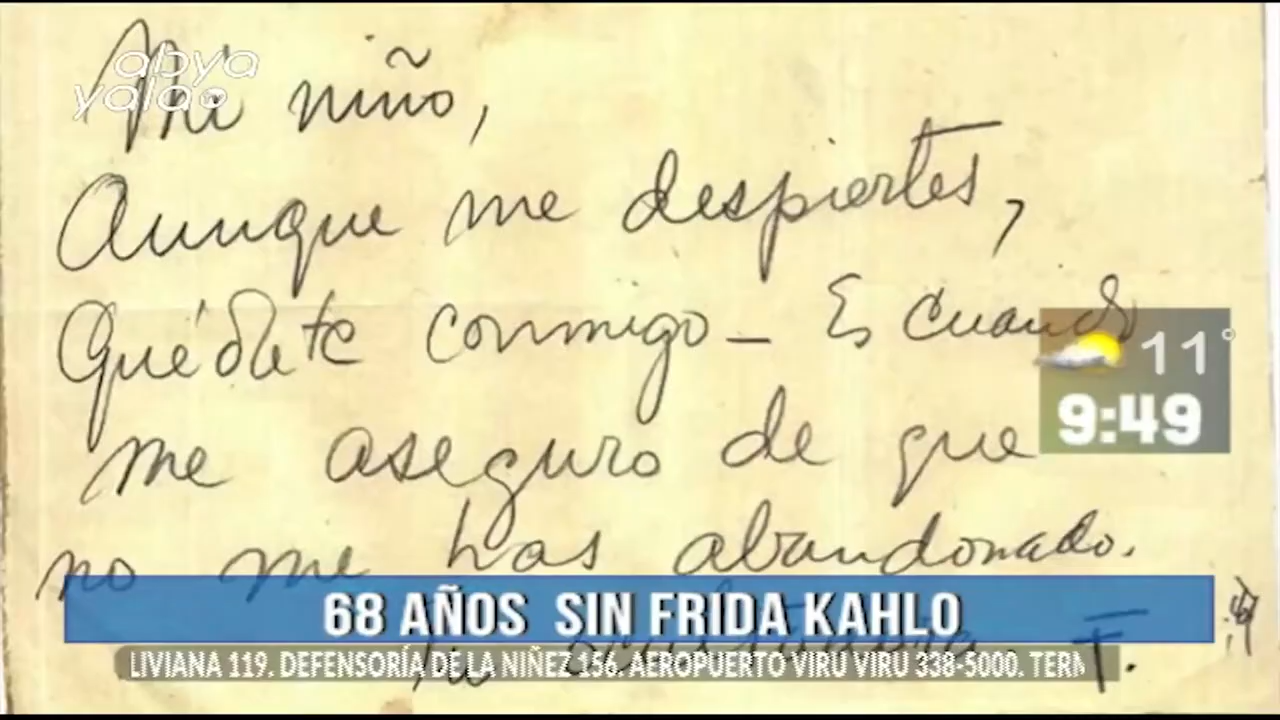 abya
yala tv
Mi niño,
Aunque me despiertes,
Quédate conmigo - Es cuando
11°
9:49
me aseguro de que
no me has abandonado.
68 AÑOS SIN FRIDA KAHLO
F.
LIVIANA 119. DEFENSORÍA DE LA NIÑEZ 156. AEROPUERTO VIRU VIRU 338-5000. TERM